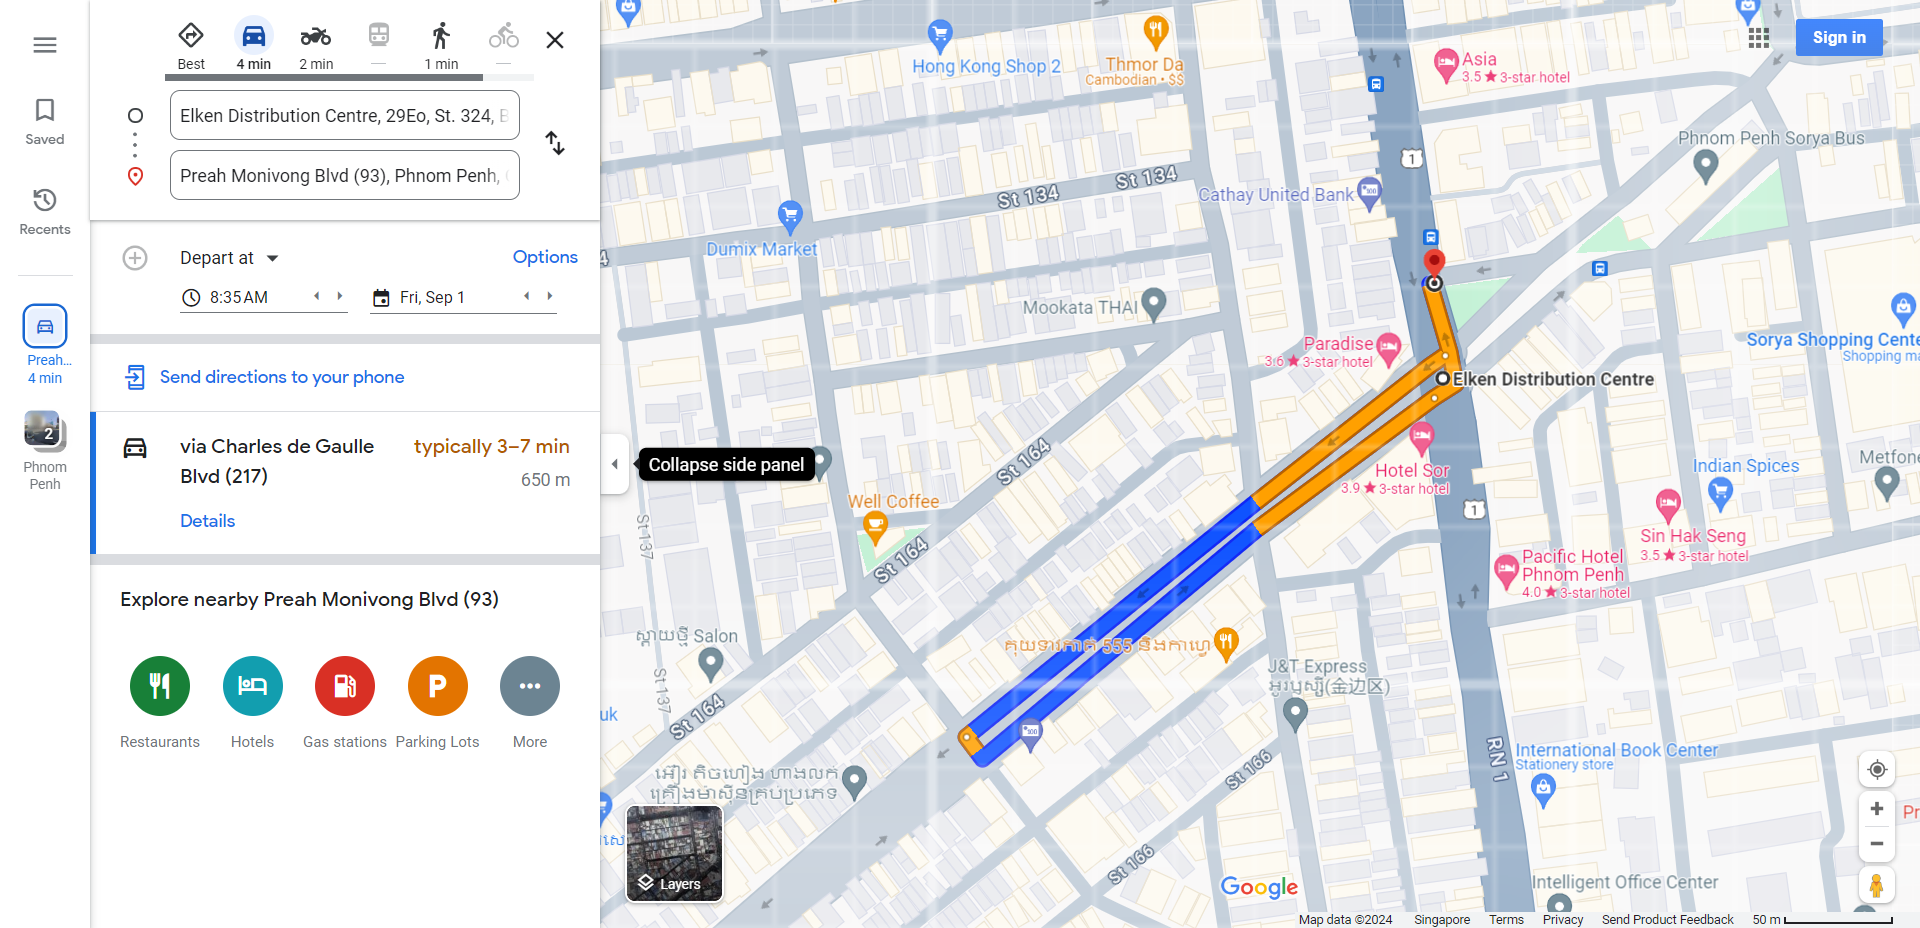 Best
4 min
2 min
—
1 min
—
Sign in
Elken Distribution Centre, 29Eo, St. 324,
Preah Monivong Blvd (93), Phnom Penh,
Saved
Recents
Preah...
4 min
2
Phnom
Penh
Depart at
Options
8:35 AM
Fri, Sep 1
Send directions to your phone
via Charles de Gaulle
Blvd (217)
typically 3–7 min
650 m
Details
Explore nearby Preah Monivong Blvd (93)
Restaurants
Hotels
Gas stations
Parking Lots
More
Collapse side panel
Layers
Hong Kong Shop 2
Thmor Da
Cambodian • $$
Asia
3.5 ★ 3-star hotel
Phnom Penh Sorya Bus
1
St 134
St 134
Cathay United Bank
Dumix Market
Mookata THAI
Paradise
3.6 ★ 3-star hotel
Sorya Shopping Cente
Shopping ma
Elken Distribution Centre
Hotel Sor
3.9 ★ 3-star hotel
Indian Spices
Metfone
St 164
Well Coffee
St 164
St 137
1
Sin Hak Seng
3.5 ★ 3-star hotel
Pacific Hotel
Phnom Penh
4.0 ★ 3-star hotel
ស្កាយថ្មី Salon
គុយទាវកាត់ 555 និងកាហ្វេ
J&T Express
(金边区)
St 137
St 164
uk
St 166
RN 1
International Book Center
Stationery store
St 166
Intelligent Office Center
Pr
Google
Map data ©2024
Singapore
Terms
Privacy
Send Product Feedback
50 m